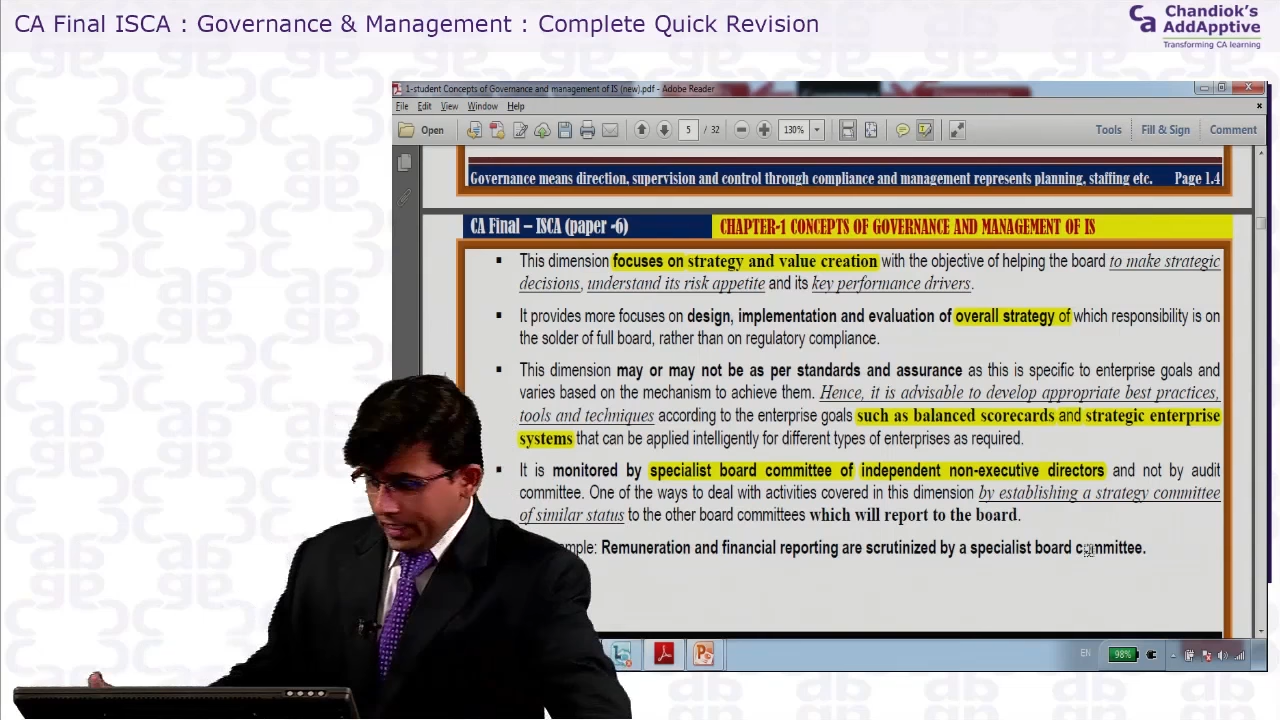 CA Final ISCA : Governance & Management : Complete Quick Revision
Ca
Chandiok's
AddApptive
Transforming CA learning
1-student Concepts of Governance and management of IS (new).pdf - Adobe Reader
File Edit View Window Help
Open 5 / 32 130% Tools Fill & Sign Comment
Governance means direction, supervision and control through compliance and management represents planning, staffing etc. Page 1.4
CA Final – ISCA (paper -6) CHAPTER-1 CONCEPTS OF GOVERNANCE AND MANAGEMENT OF IS
▪ This dimension focuses on strategy and value creation with the objective of helping the board to make strategic
decisions, understand its risk appetite and its key performance drivers.
▪ It provides more focuses on design, implementation and evaluation of overall strategy of which responsibility is on
the solder of full board, rather than on regulatory compliance.
▪ This dimension may or may not be as per standards and assurance as this is specific to enterprise goals and
varies based on the mechanism to achieve them. Hence, it is advisable to develop appropriate best practices,
tools and techniques according to the enterprise goals such as balanced scorecards and strategic enterprise
systems that can be applied intelligently for different types of enterprises as required.
▪ It is monitored by specialist board committee of independent non-executive directors and not by audit
committee. One of the ways to deal with activities covered in this dimension by establishing a strategy committee
of similar status to the other board committees which will report to the board.
mple: Remuneration and financial reporting are scrutinized by a specialist board committee.
EN 98%